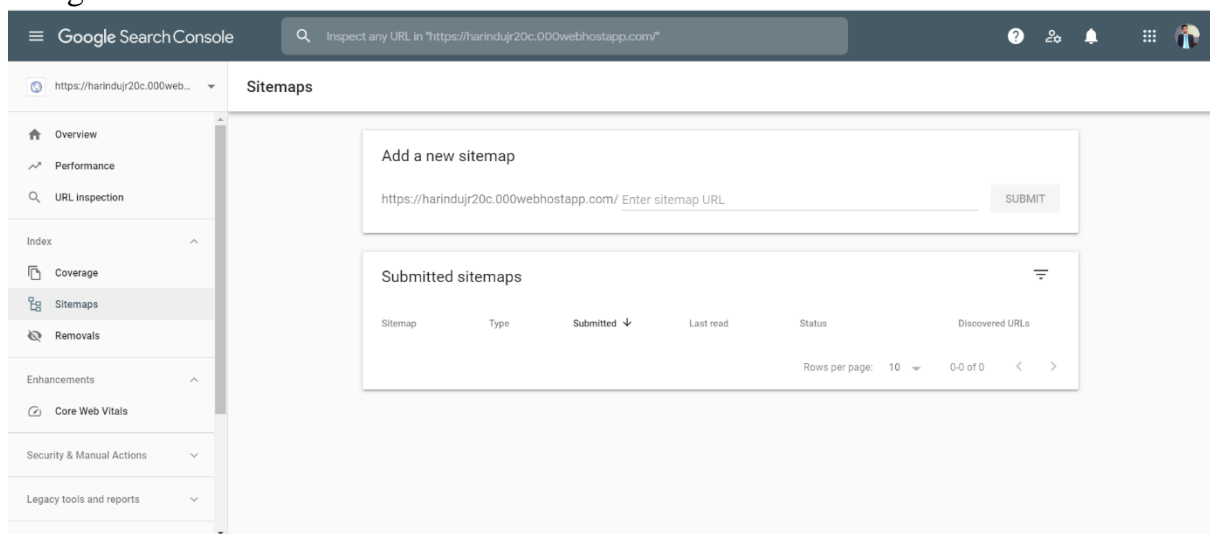 Google Search Console
Inspect any URL in "https://harindujr20c.000webhostapp.com/"
https://harindujr20c.000web...
Sitemaps
Overview
Performance
URL inspection
Index
Coverage
Sitemaps
Removals
Enhancements
Core Web Vitals
Security & Manual Actions
Legacy tools and reports
Add a new sitemap
https://harindujr20c.000webhostapp.com/ Enter sitemap URL
SUBMIT
Submitted sitemaps
Sitemap Type Submitted Last read Status Discovered URLs
Rows per page: 10 0-0 of 0